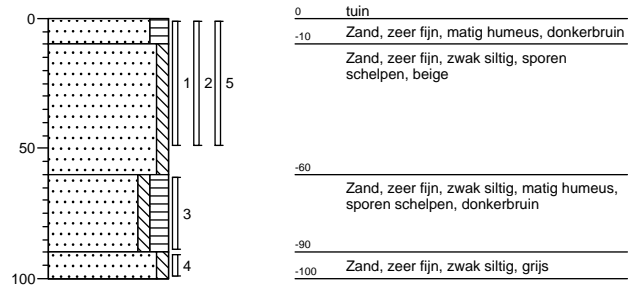 0
50
100
1
2
5
3
4
0 tuin
-10 Zand, zeer fijn, matig humeus, donkerbruin
Zand, zeer fijn, zwak siltig, sporen
schelpen, beige
-60
Zand, zeer fijn, zwak siltig, matig humeus,
sporen schelpen, donkerbruin
-90
-100 Zand, zeer fijn, zwak siltig, grijs